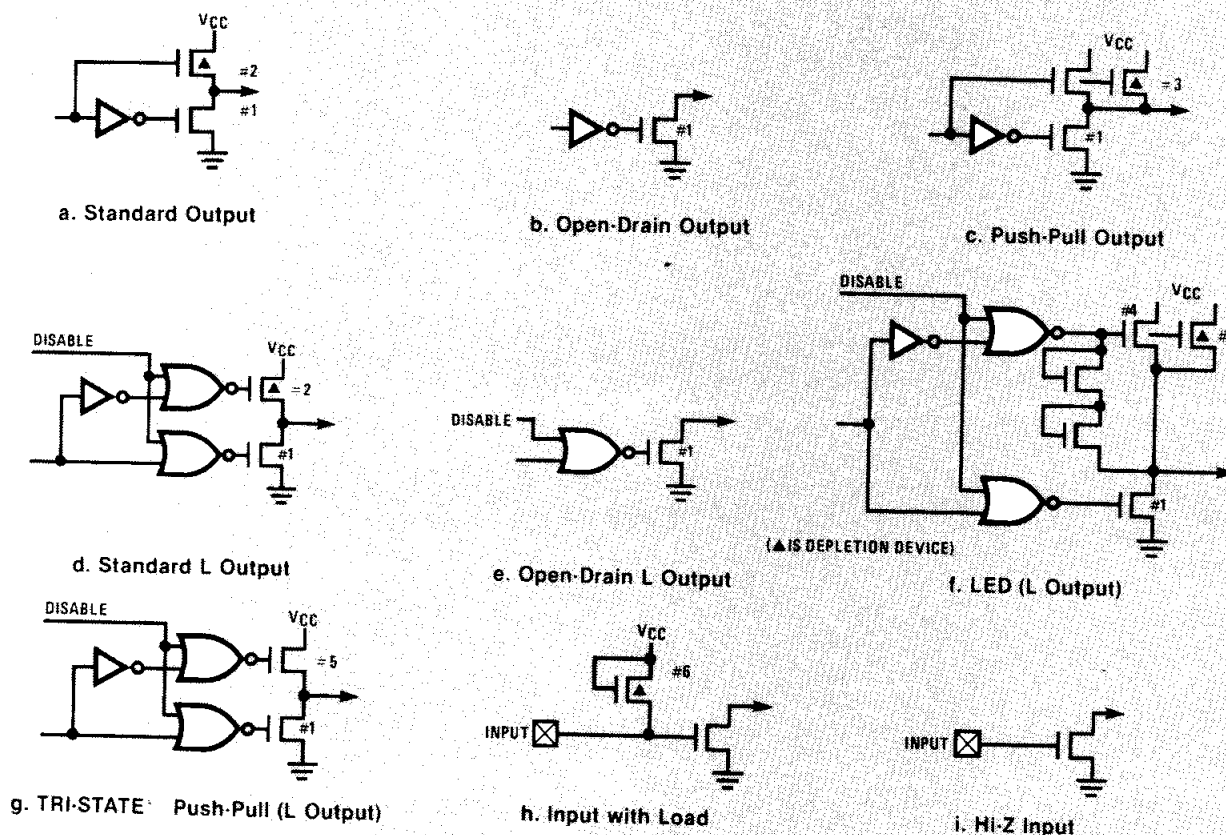 VCC
#2
#1
a. Standard Output
#1
b. Open-Drain Output
VCC
#3
#1
c. Push-Pull Output
DISABLE
VCC
#2
#1
d. Standard L Output
DISABLE
#1
e. Open-Drain L Output
DISABLE
VCC
#4
#
#1
(▲IS DEPLETION DEVICE)
f. LED (L Output)
DISABLE
VCC
#5
#1
g. TRI-STATE Push-Pull (L Output)
VCC
#6
INPUT
h. Input with Load
INPUT
i. Hi-Z Input